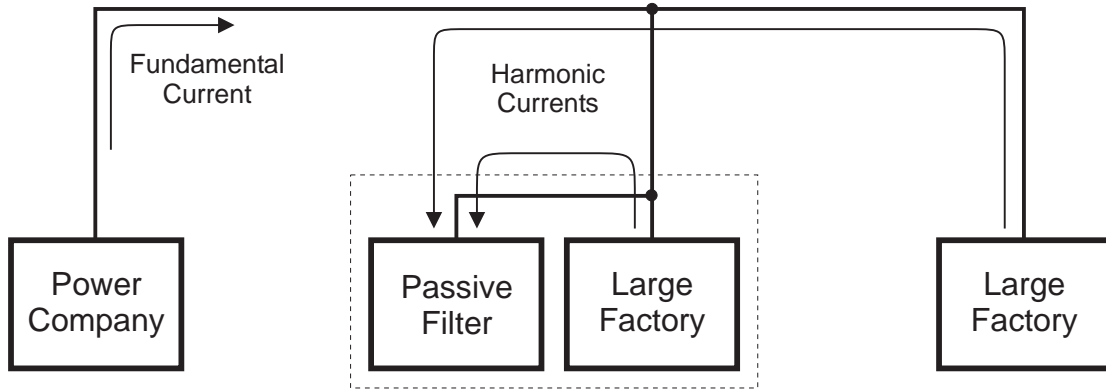 Fundamental
Current
Harmonic
Currents
Power
Company
Passive
Filter
Large
Factory
Large
Factory